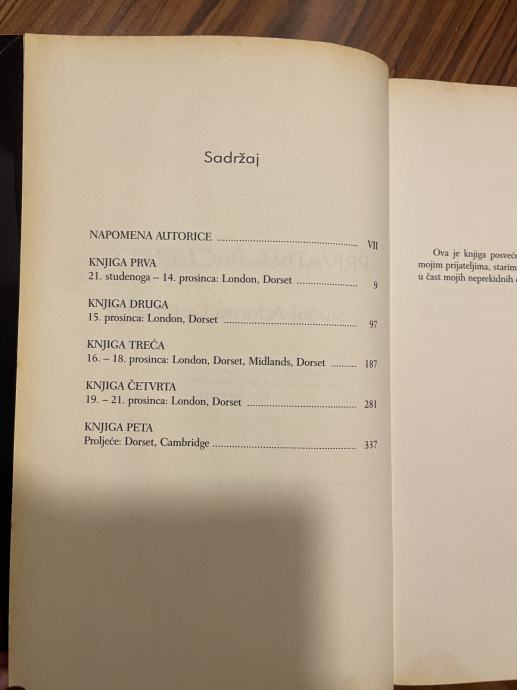 Sadržaj
NAPOMENA AUTORICE ........................................ VII
KNJIGA PRVA
21. studenoga – 14. prosinca: London, Dorset ...................... 9
KNJIGA DRUGA
15. prosinca: London, Dorset ...................................... 97
KNJIGA TREĆA
16. – 18. prosinca: London, Dorset, Midlands, Dorset ......... 187
KNJIGA ČETVRTA
19. – 21. prosinca: London, Dorset ................................ 281
KNJIGA PETA
Proljeće: Dorset, Cambridge ......................................... 337
Ova je knjiga
mojim prijateljima, starim
u čast mojih neprekidnih